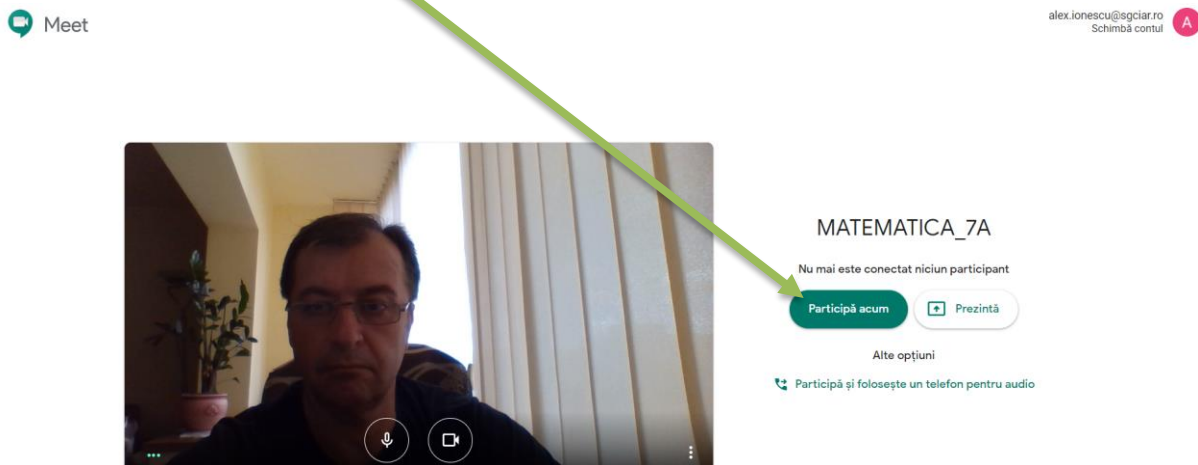 Meet
alex.ionescu@sgciar.ro
Schimbă contul
A
MATEMATICA_7A
Nu mai este conectat niciun participant
Participă acum
Prezintă
Alte opțiuni
Participă și folosește un telefon pentru audio